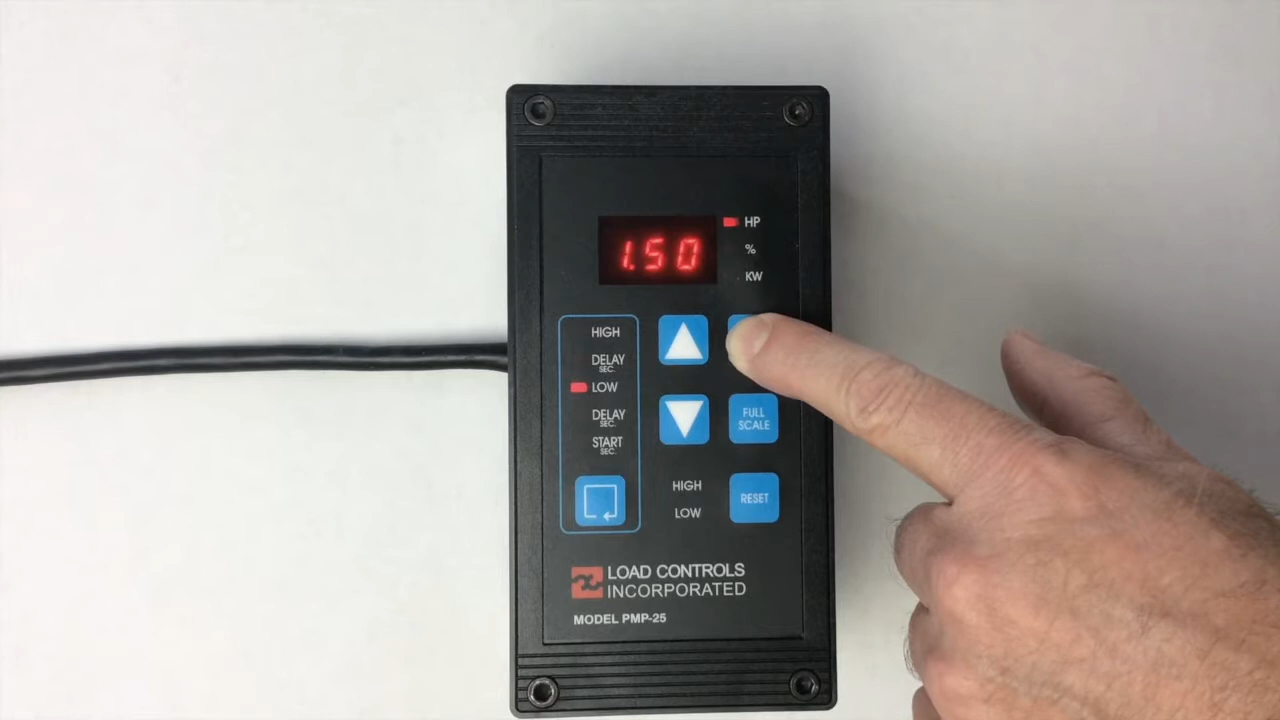 1.50
HP
%
KW
HIGH
DELAY
SEC.
LOW
DELAY
SEC.
START
SEC.
FULL
SCALE
HIGH
LOW
RESET
LOAD CONTROLS
INCORPORATED
MODEL PMP-25